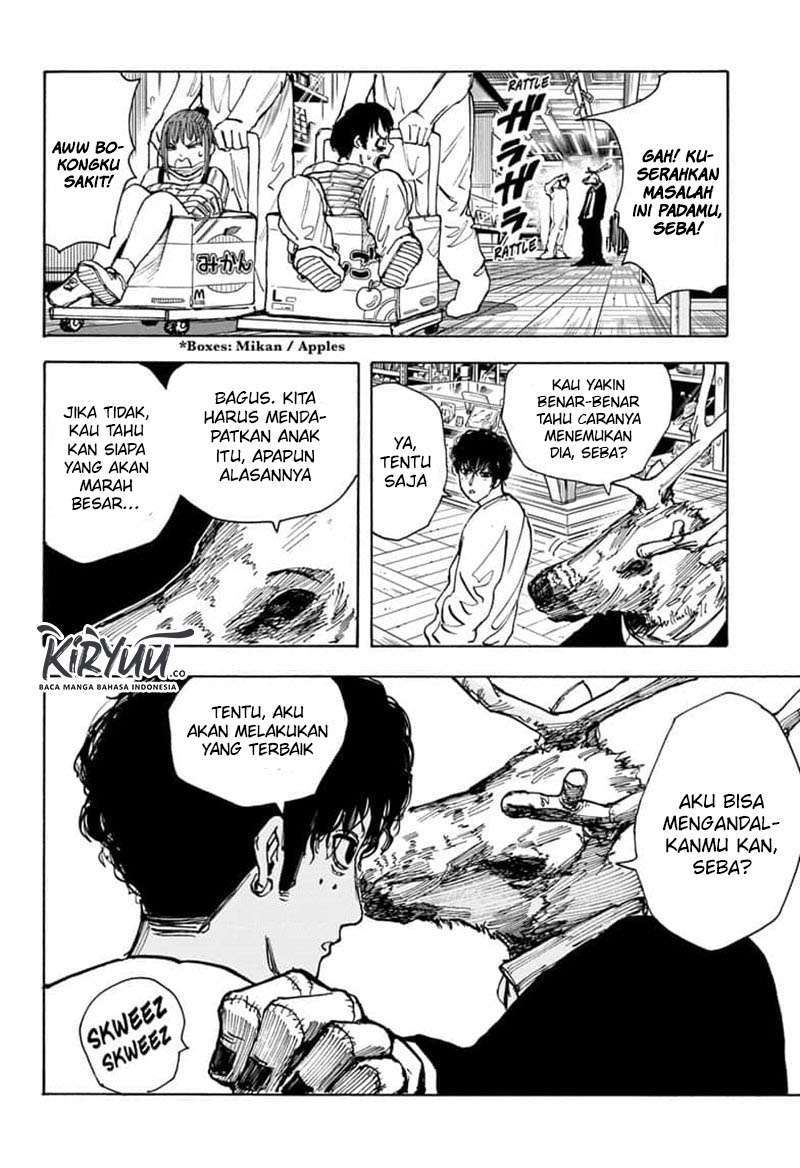 AWW BO-
KONGKU
SAKIT!
みかん
M
んご
L
RATTLE
ガラガラ
RATTLE
GAH! KU-
SERAHKAN
MASALAH
INI PADAMU,
SEBA!
*Boxes: Mikan / Apples
JIKA TIDAK,
KAU TAHU
KAN SIAPA
YANG AKAN
MARAH
BESAR...
BAGUS. KITA
HARUS MENDA-
PATKAN ANAK
ITU, APAPUN
ALASANNYA
YA,
TENTU
SAJA
KAU YAKIN
BENAR-BENAR
TAHU CARANYA
MENEMUKAN
DIA, SEBA?
KIRYUU.CO
BACA MANGA BAHASA INDONESIA
TENTU, AKU
AKAN MELAKUKAN
YANG TERBAIK
AKU BISA
MENGANDAL-
KANMU KAN,
SEBA?
SKWEEZ
SKWEEZ